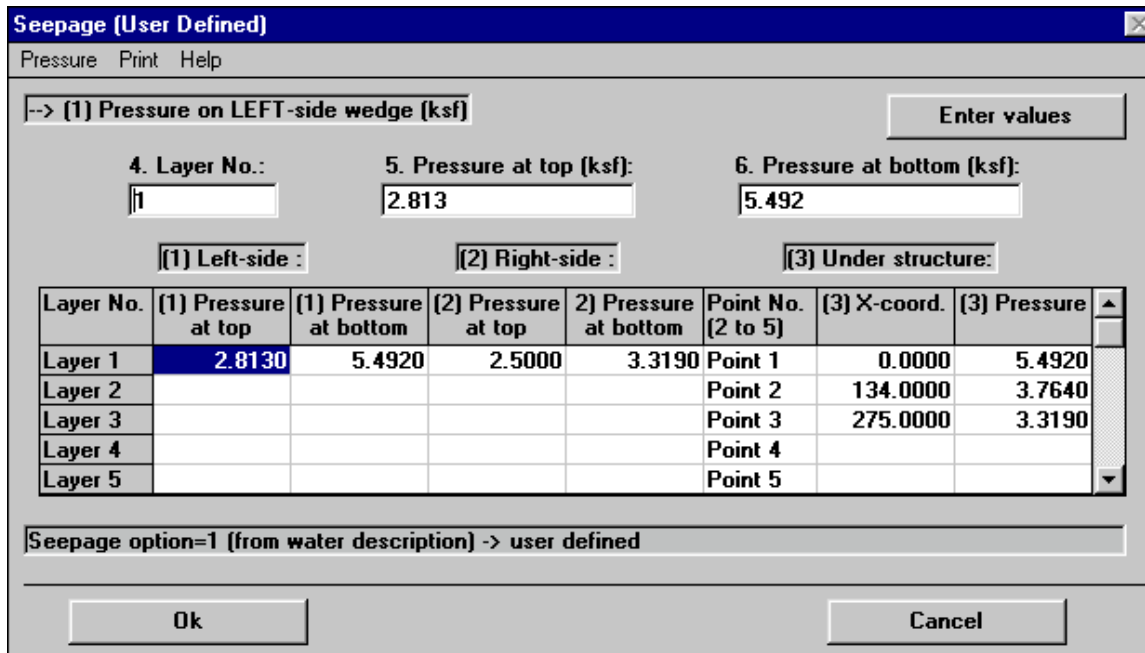 Seepage (User Defined)
Pressure Print Help
--> (1) Pressure on LEFT-side wedge (ksf)
Enter values
4. Layer No.: 5. Pressure at top (ksf): 6. Pressure at bottom (ksf):
1 2.813 5.492
(1) Left-side : (2) Right-side : (3) Under structure:
Layer No. (1) Pressure (1) Pressure (2) Pressure 2) Pressure Point No. (3) X-coord. (3) Pressure
at top at bottom at top at bottom (2 to 5)
Layer 1 2.8130 5.4920 2.5000 3.3190 Point 1 0.0000 5.4920
Layer 2 Point 2 134.0000 3.7640
Layer 3 Point 3 275.0000 3.3190
Layer 4 Point 4
Layer 5 Point 5
Seepage option=1 (from water description) -> user defined
Ok Cancel